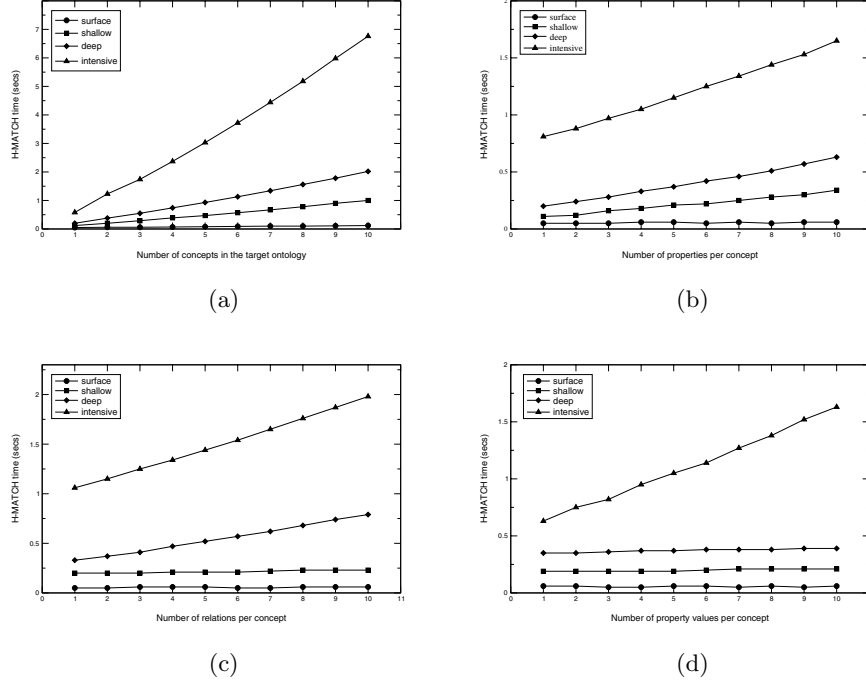 surface
shallow
deep
intensive
H-MATCH time (secs)
7
6
5
4
3
2
1
0
0 1 2 3 4 5 6 7 8 9 10
Number of concepts in the target ontology
(a)
surface
shallow
deep
intensive
H-MATCH time (secs)
2
1.5
1
0.5
0
0 1 2 3 4 5 6 7 8 9 10
Number of properties per concept
(b)
surface
shallow
deep
intensive
H-MATCH time (secs)
2
1.5
1
0.5
0
0 1 2 3 4 5 6 7 8 9 10 11
Number of relations per concept
(c)
surface
shallow
deep
intensive
H-MATCH time (secs)
2
1.5
1
0.5
0
0 1 2 3 4 5 6 7 8 9 10
Number of property values per concept
(d)